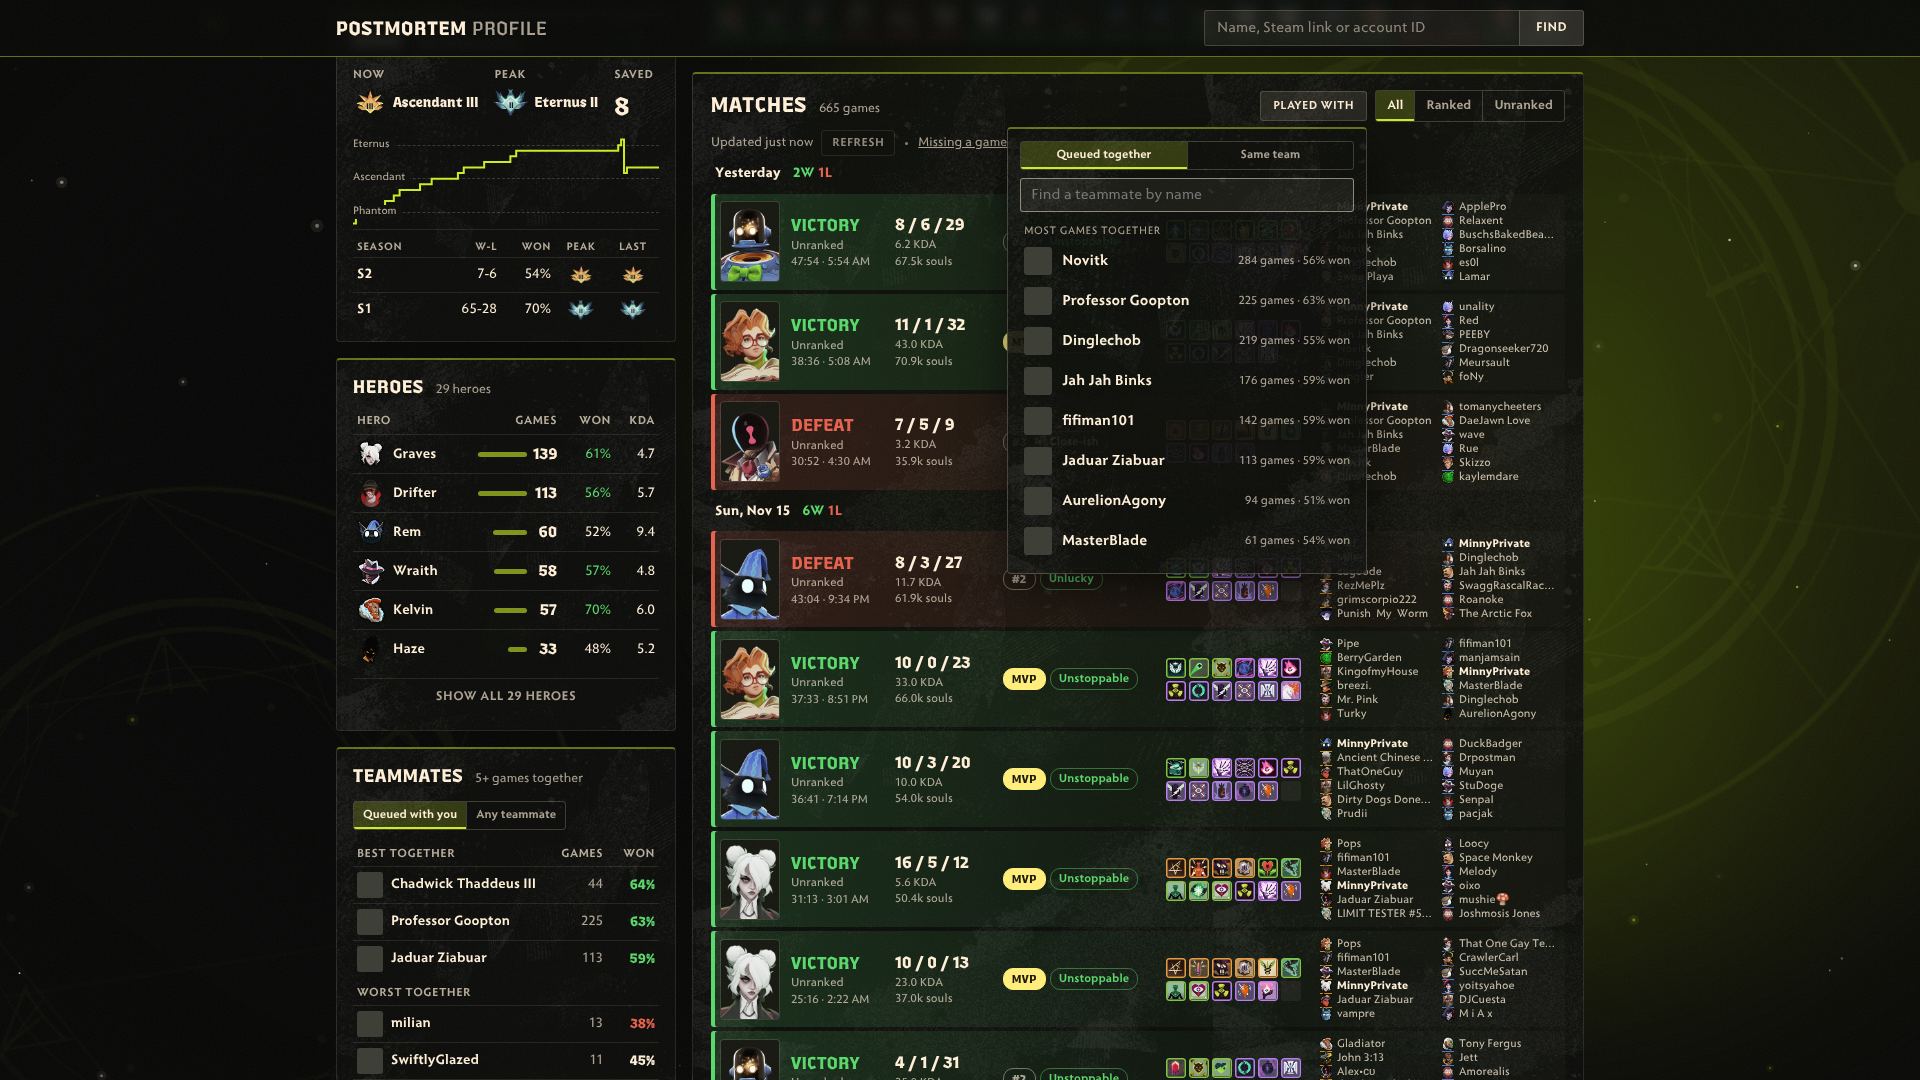 POSTMORTEM PROFILE
Name, Steam link or account ID
FIND
NOW PEAK SAVED
Ascendant III Eternus II 8
Eternus
Ascendant
Phantom
SEASON W-L WON PEAK LAST
S2 7-6 54%
S1 65-28 70%
HEROES 29 heroes
HERO GAMES WON KDA
Graves 139 61% 4.7
Drifter 113 56% 5.7
Rem 60 52% 9.4
Wraith 58 57% 4.8
Kelvin 57 70% 6.0
Haze 33 48% 5.2
SHOW ALL 29 HEROES
TEAMMATES 5+ games together
Queued with you Any teammate
BEST TOGETHER GAMES WON
Chadwick Thaddeus III 44 64%
Professor Goopton 225 63%
Jaduar Ziabuar 113 59%
WORST TOGETHER
milian 13 38%
SwiftlyGlazed 11 45%
MATCHES 665 games
PLAYED WITH All Ranked Unranked
Updated just now REFRESH • Missing a game
Queued together Same team
Find a teammate by name
MOST GAMES TOGETHER
Novitk 284 games · 56% won
Professor Goopton 225 games · 63% won
Dinglechob 219 games · 55% won
Jah Jah Binks 176 games · 59% won
fifiman101 142 games · 59% won
Jaduar Ziabuar 113 games · 59% won
AurelionAgony 94 games · 51% won
MasterBlade 61 games · 54% won
Yesterday 2W 1L
VICTORY 8 / 6 / 29
Unranked 6.2 KDA
47:54 · 5:54 AM 67.5k souls
ApplePro
Relaxent
BuschsBakedBea...
Borsalino
es0l
Lamar
VICTORY 11 / 1 / 32
Unranked 43.0 KDA
38:36 · 5:08 AM 70.9k souls
unality
Red
PEEBY
Dragonseeker720
Meursault
foNy
DEFEAT 7 / 5 / 9
Unranked 3.2 KDA
30:52 · 4:30 AM 35.9k souls
tomanycheeters
DaeJawn Love
wave
Rue
Skizzo
kaylemdare
Sun, Nov 15 6W 1L
DEFEAT 8 / 3 / 27
Unranked 11.7 KDA
43:04 · 9:34 PM 61.9k souls
#2 Unlucky
RezMePlz
grimscorpio222
Punish My Worm
MinnyPrivate
Dinglechob
Jah Jah Binks
SwaggRascalRac...
Roanoke
The Arctic Fox
VICTORY 10 / 0 / 23
Unranked 33.0 KDA
37:33 · 8:51 PM 66.0k souls
MVP Unstoppable
Pipe
BerryGarden
KingofmyHouse
breezi.
Mr. Pink
Turky
fifiman101
manjamsain
MinnyPrivate
MasterBlade
Dinglechob
AurelionAgony
VICTORY 10 / 3 / 20
Unranked 10.0 KDA
36:41 · 7:14 PM 54.0k souls
MVP Unstoppable
MinnyPrivate
Ancient Chinese ...
ThatOneGuy
LilGhosty
Dirty Dogs Done...
Prudii
DuckBadger
Drpostman
Muyan
StuDoge
Senpal
pacjak
VICTORY 16 / 5 / 12
Unranked 5.6 KDA
31:13 · 3:01 AM 50.4k souls
MVP Unstoppable
Pops
fifiman101
MasterBlade
MinnyPrivate
Jaduar Ziabuar
LIMIT TESTER #5...
Loocy
Space Monkey
Melody
oixo
mushie🍄
Joshmosis Jones
VICTORY 10 / 0 / 13
Unranked 23.0 KDA
25:16 · 2:22 AM 37.0k souls
MVP Unstoppable
Pops
fifiman101
MasterBlade
MinnyPrivate
Jaduar Ziabuar
vampre
That One Gay Te...
CrawlerCarl
SuccMeSatan
yoitsyahoe
DJCuesta
M i A x
VICTORY 4 / 1 / 31
#2 Unstoppable
Gladiator
John 3:13
Tony Fergus
Jett
Amorealis